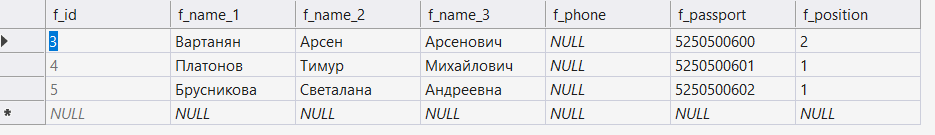 f_id f_name_1 f_name_2 f_name_3 f_phone f_passport f_position
3 Вартанян Арсен Арсенович NULL 5250500600 2
4 Платонов Тимур Михайлович NULL 5250500601 1
5 Брусникова Светалана Андреевна NULL 5250500602 1
NULL NULL NULL NULL NULL NULL NULL